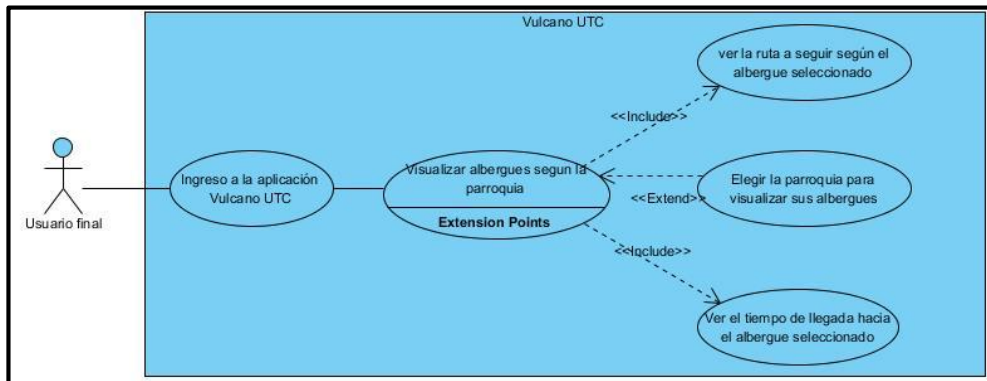 Vulcano UTC
ver la ruta a seguir según el
albergue seleccionado
<<Include>>
Ingreso a la aplicación
Vulcano UTC
Visualizar albergues segun la
parroquia
Extension Points
Elegir la parroquia para
visualizar sus albergues
<<Extend>>
Usuario final
<<Include>>
Ver el tiempo de llegada hacia
el albergue seleccionado